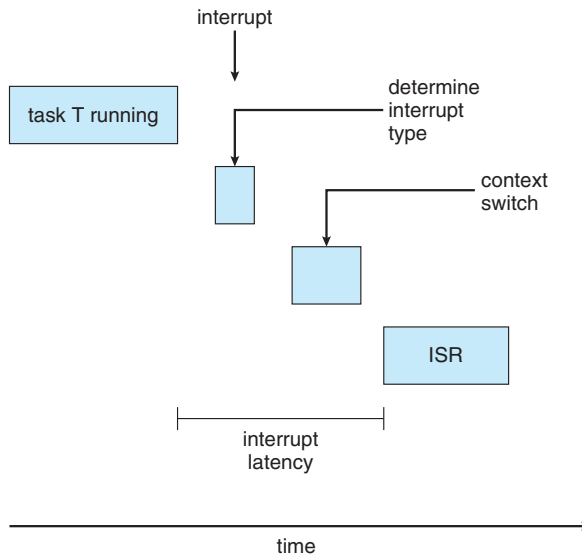 interrupt
task T running
determine
interrupt
type
context
switch
ISR
interrupt
latency
time